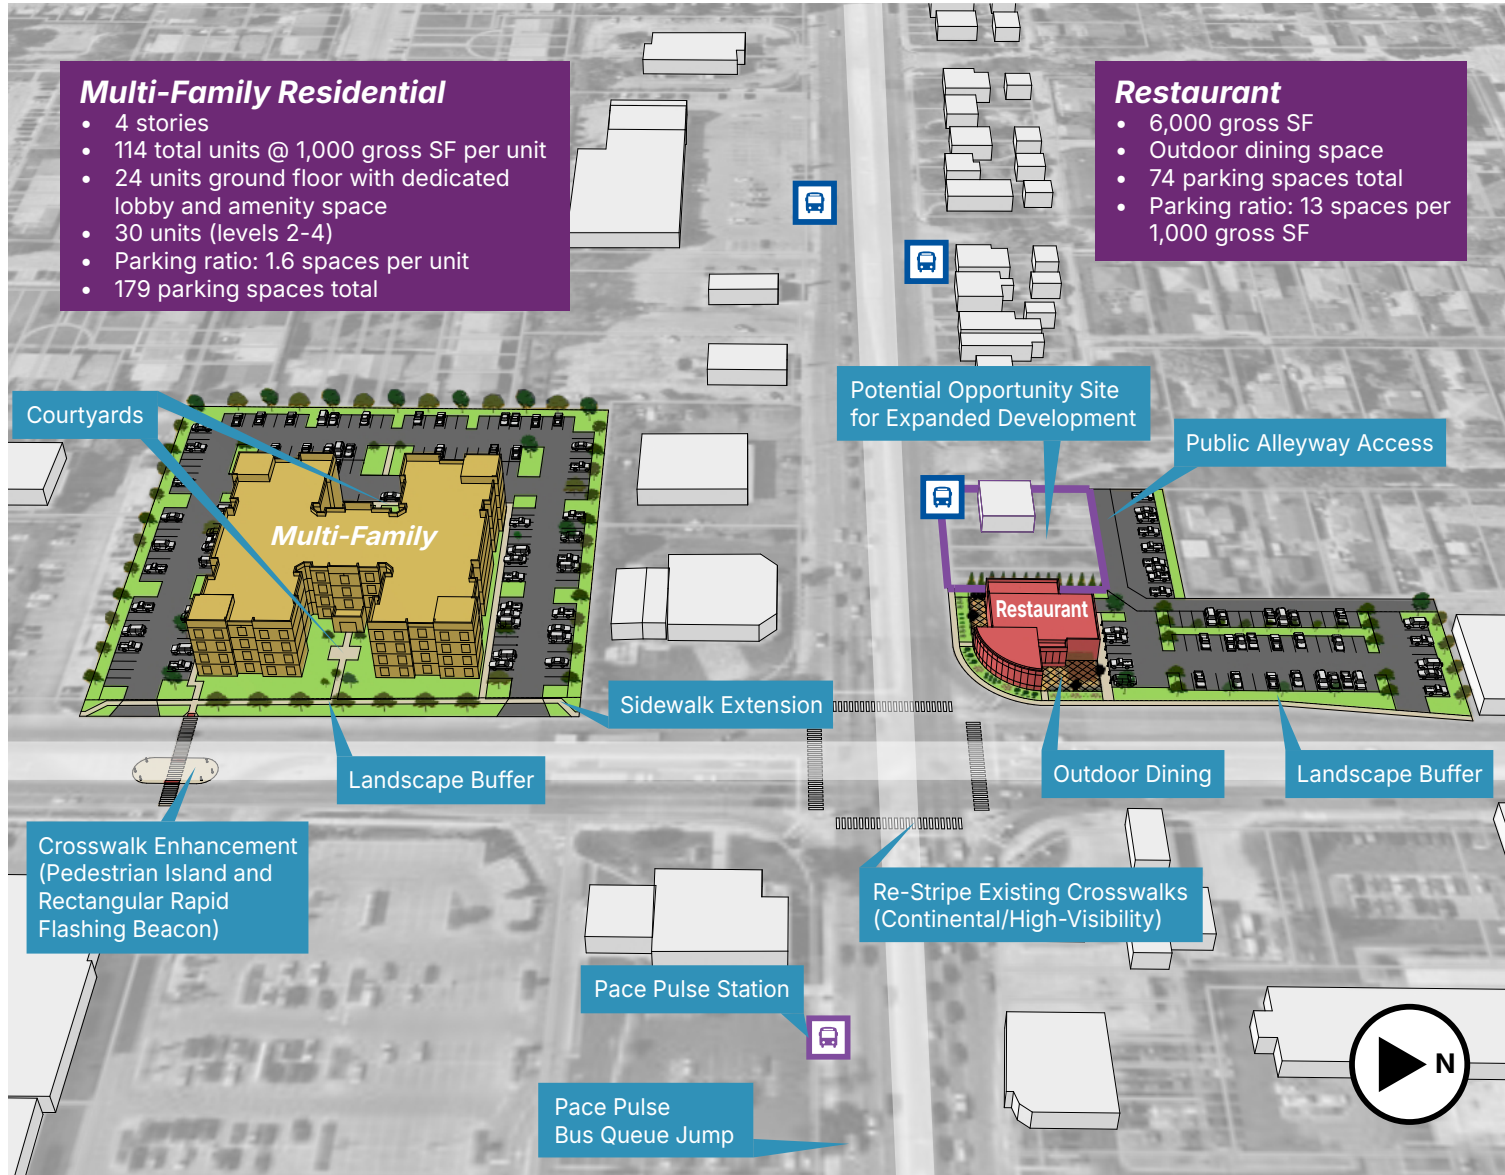 Multi-Family Residential
• 4 stories
• 114 total units @ 1,000 gross SF per unit
• 24 units ground floor with dedicated
lobby and amenity space
• 30 units (levels 2-4)
• Parking ratio: 1.6 spaces per unit
• 179 parking spaces total
Restaurant
• 6,000 gross SF
• Outdoor dining space
• 74 parking spaces total
• Parking ratio: 13 spaces per
1,000 gross SF
Courtyards
Potential Opportunity Site
for Expanded Development
Public Alleyway Access
Multi-Family
Restaurant
Sidewalk Extension
Landscape Buffer
Outdoor Dining
Landscape Buffer
Crosswalk Enhancement
(Pedestrian Island and
Rectangular Rapid
Flashing Beacon)
Re-Stripe Existing Crosswalks
(Continental/High-Visibility)
Pace Pulse Station
Pace Pulse
Bus Queue Jump
N